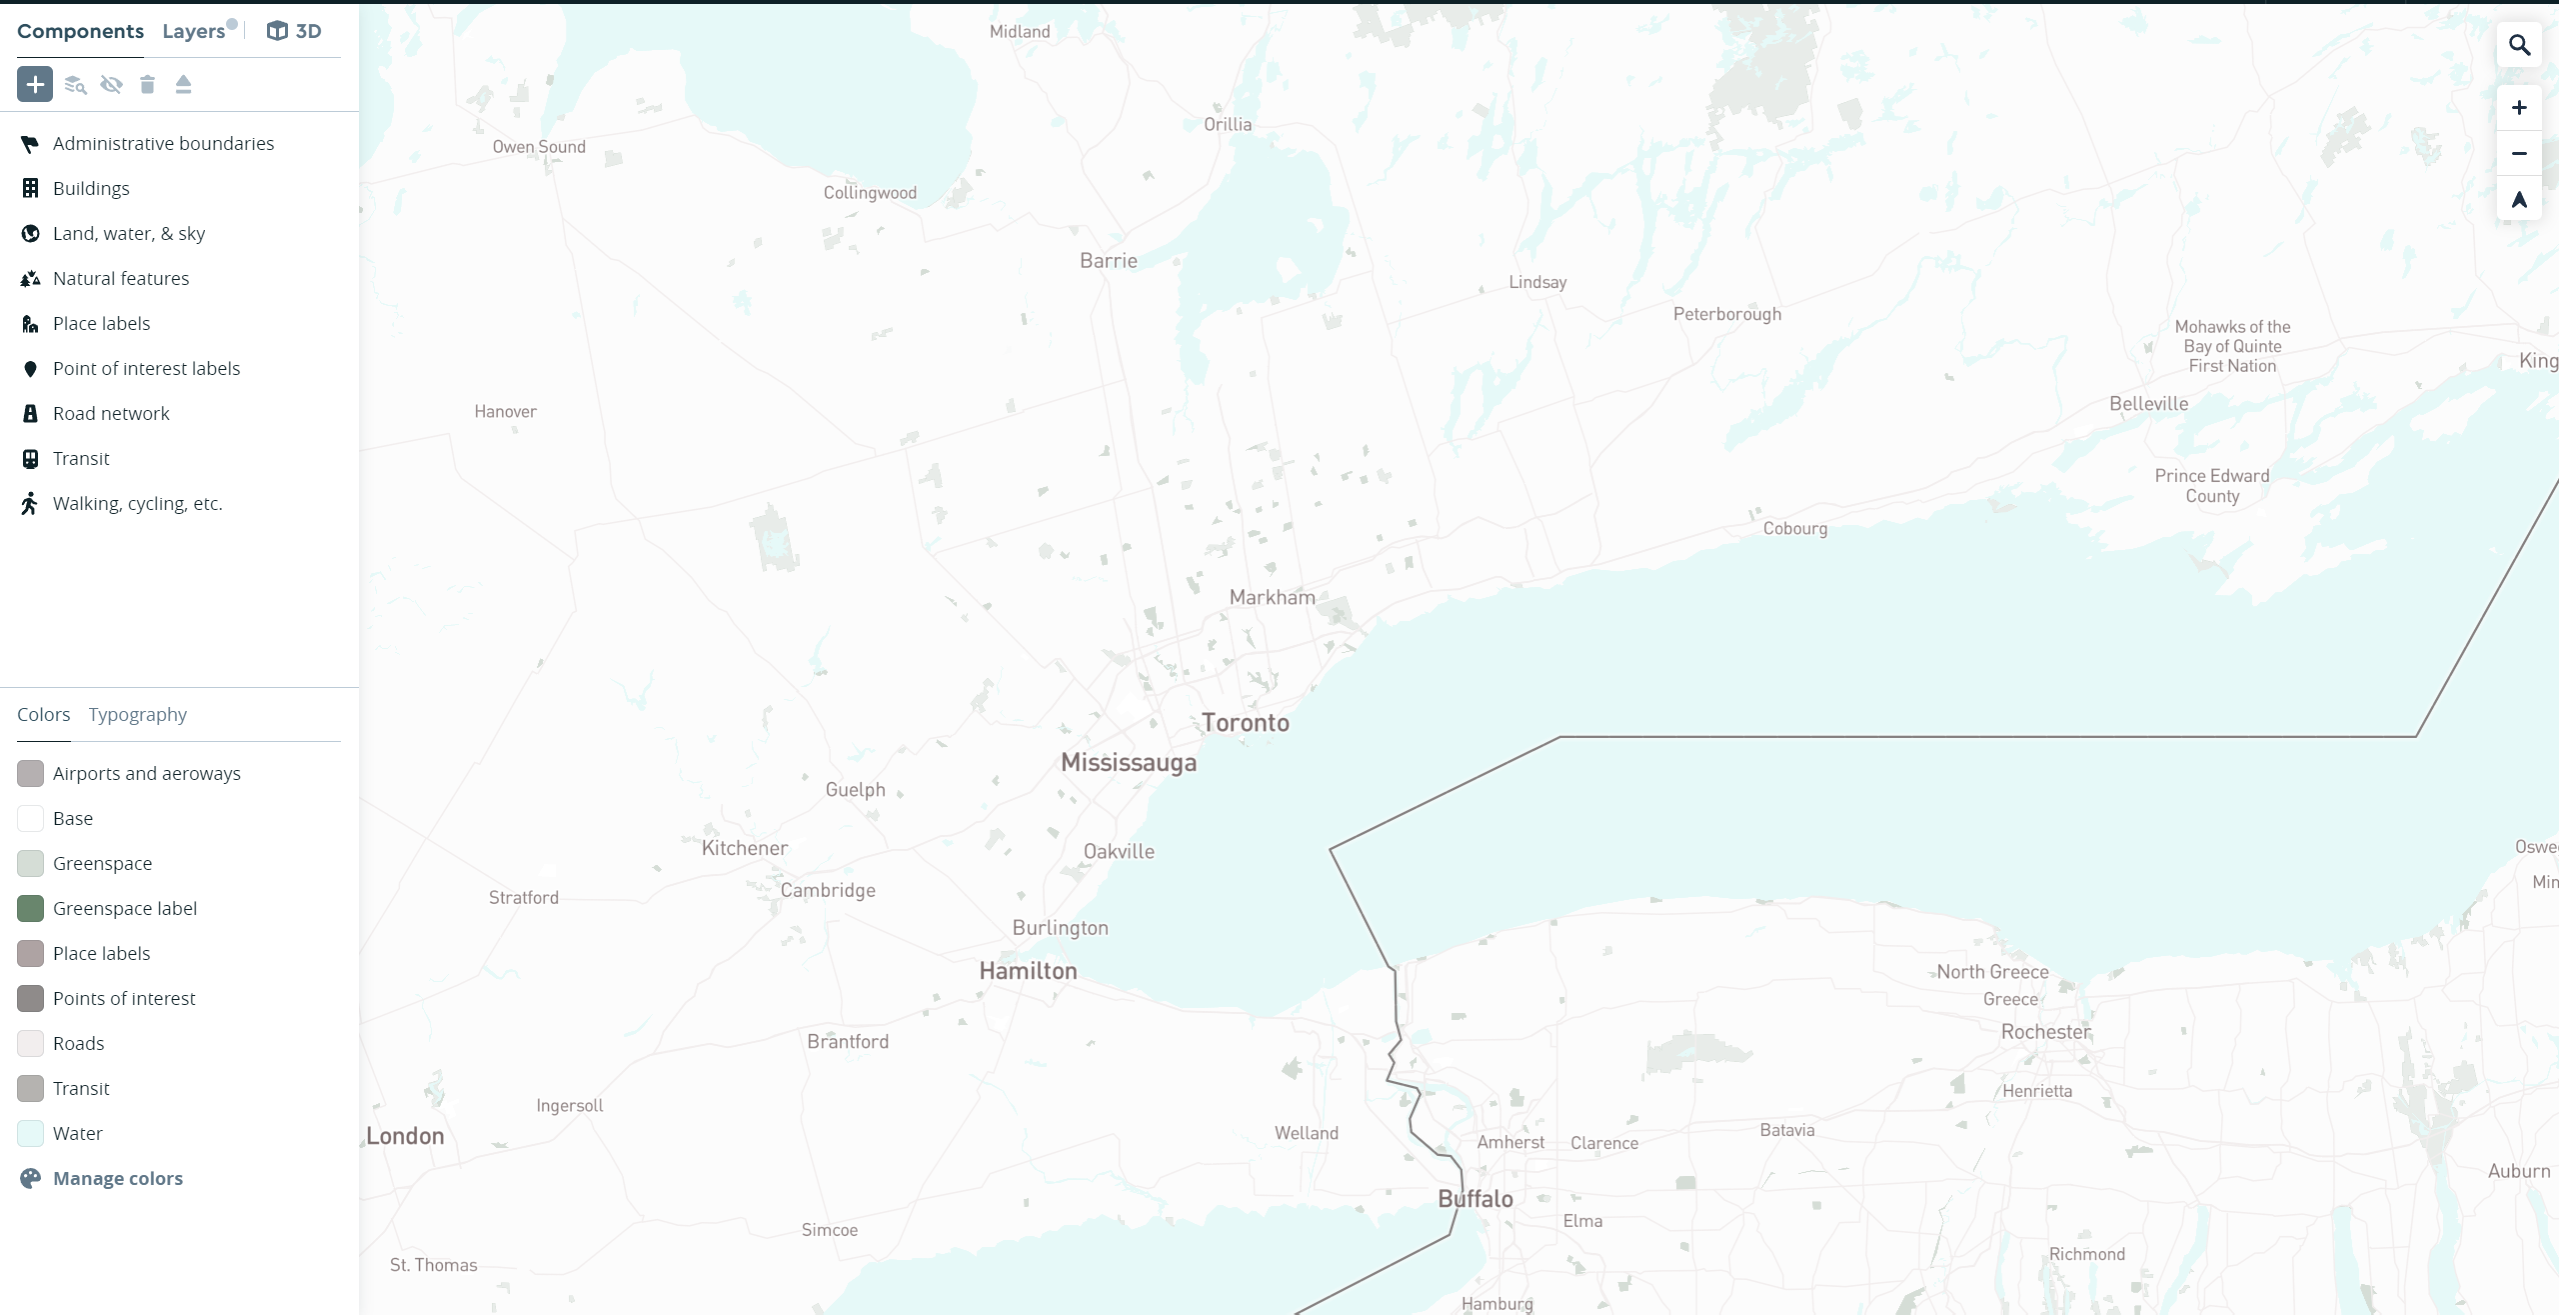 Components
Layers
3D
Administrative boundaries
Buildings
Land, water, & sky
Natural features
Place labels
Point of interest labels
Road network
Transit
Walking, cycling, etc.
Colors
Typography
Airports and aeroways
Base
Greenspace
Greenspace label
Place labels
Points of interest
Roads
Transit
Water
Manage colors
Midland
Orillia
Owen Sound
Collingwood
Barrie
Lindsay
Peterborough
Mohawks of the
Bay of Quinte
First Nation
King
Hanover
Belleville
Prince Edward
County
Cobourg
Markham
Toronto
Mississauga
Guelph
Kitchener
Oakville
Oswe
Min
Cambridge
Stratford
Burlington
Hamilton
North Greece
Greece
Rochester
Brantford
Henrietta
Ingersoll
London
Welland
Amherst
Clarence
Batavia
Auburn
Buffalo
Elma
Simcoe
Richmond
St. Thomas
Hamburg